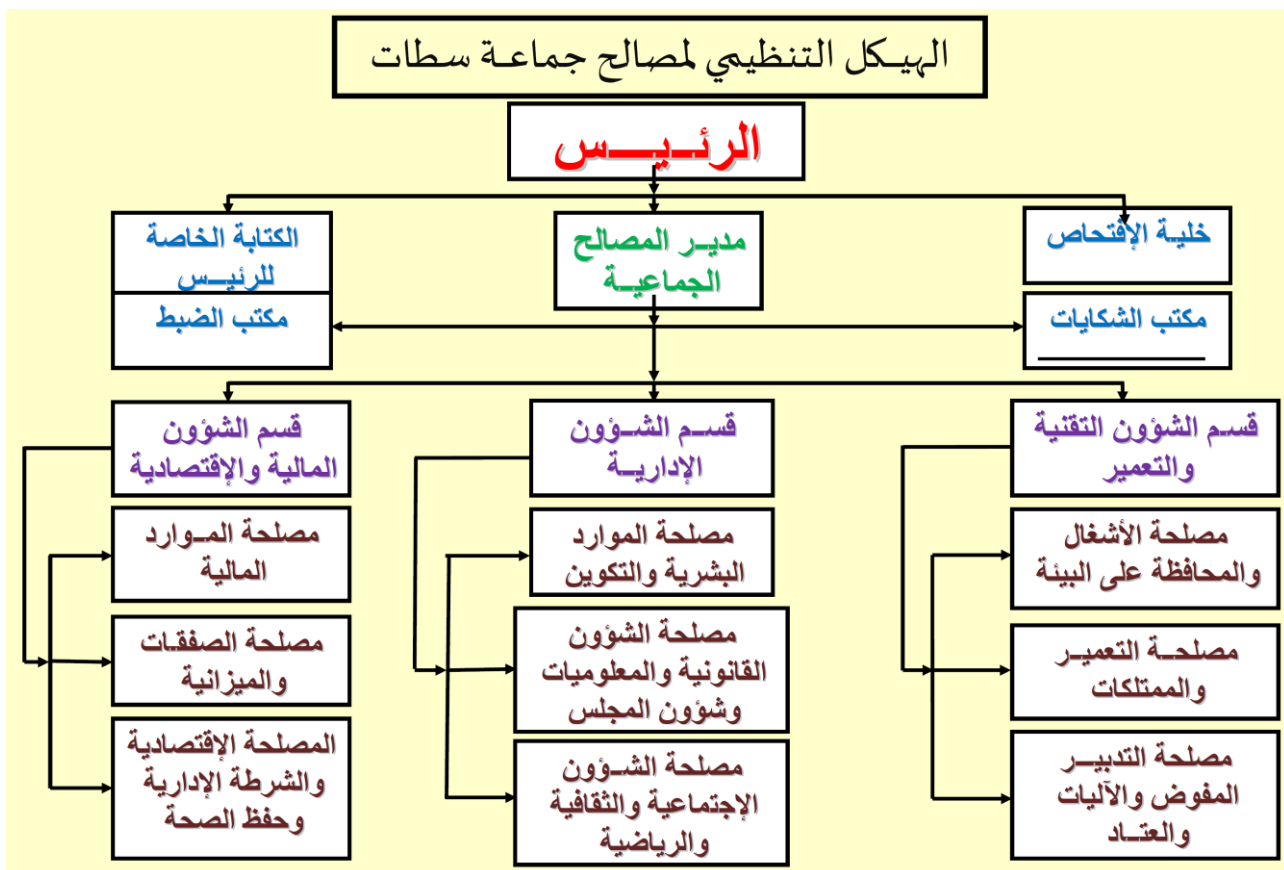 الهيكل التنظيمي لمصالح جماعة سطات
الرئيس
خلية الإفتحاص
مدير المصالح
الجماعية
الكتابة الخاصة
للرئيس
مكتب الشكايات
مكتب الضبط
قسم الشؤون التقنية
والتعمير
قسم الشؤون
الإدارية
قسم الشؤون
المالية والإقتصادية
مصلحة الأشغال
والمحافظة على البيئة
مصلحة الموارد
البشرية والتكوين
مصلحة الموارد
المالية
مصلحة التعمير
والممتلكات
مصلحة الشؤون
القانونية والمعلوميات
وشؤون المجلس
مصلحة الصفقات
والميزانية
مصلحة التدبير
المفوض والآليات
والعتاد
مصلحة الشؤون
الإجتماعية والثقافية
والرياضية
المصلحة الإقتصادية
والشرطة الإدارية
وحفظ الصحة